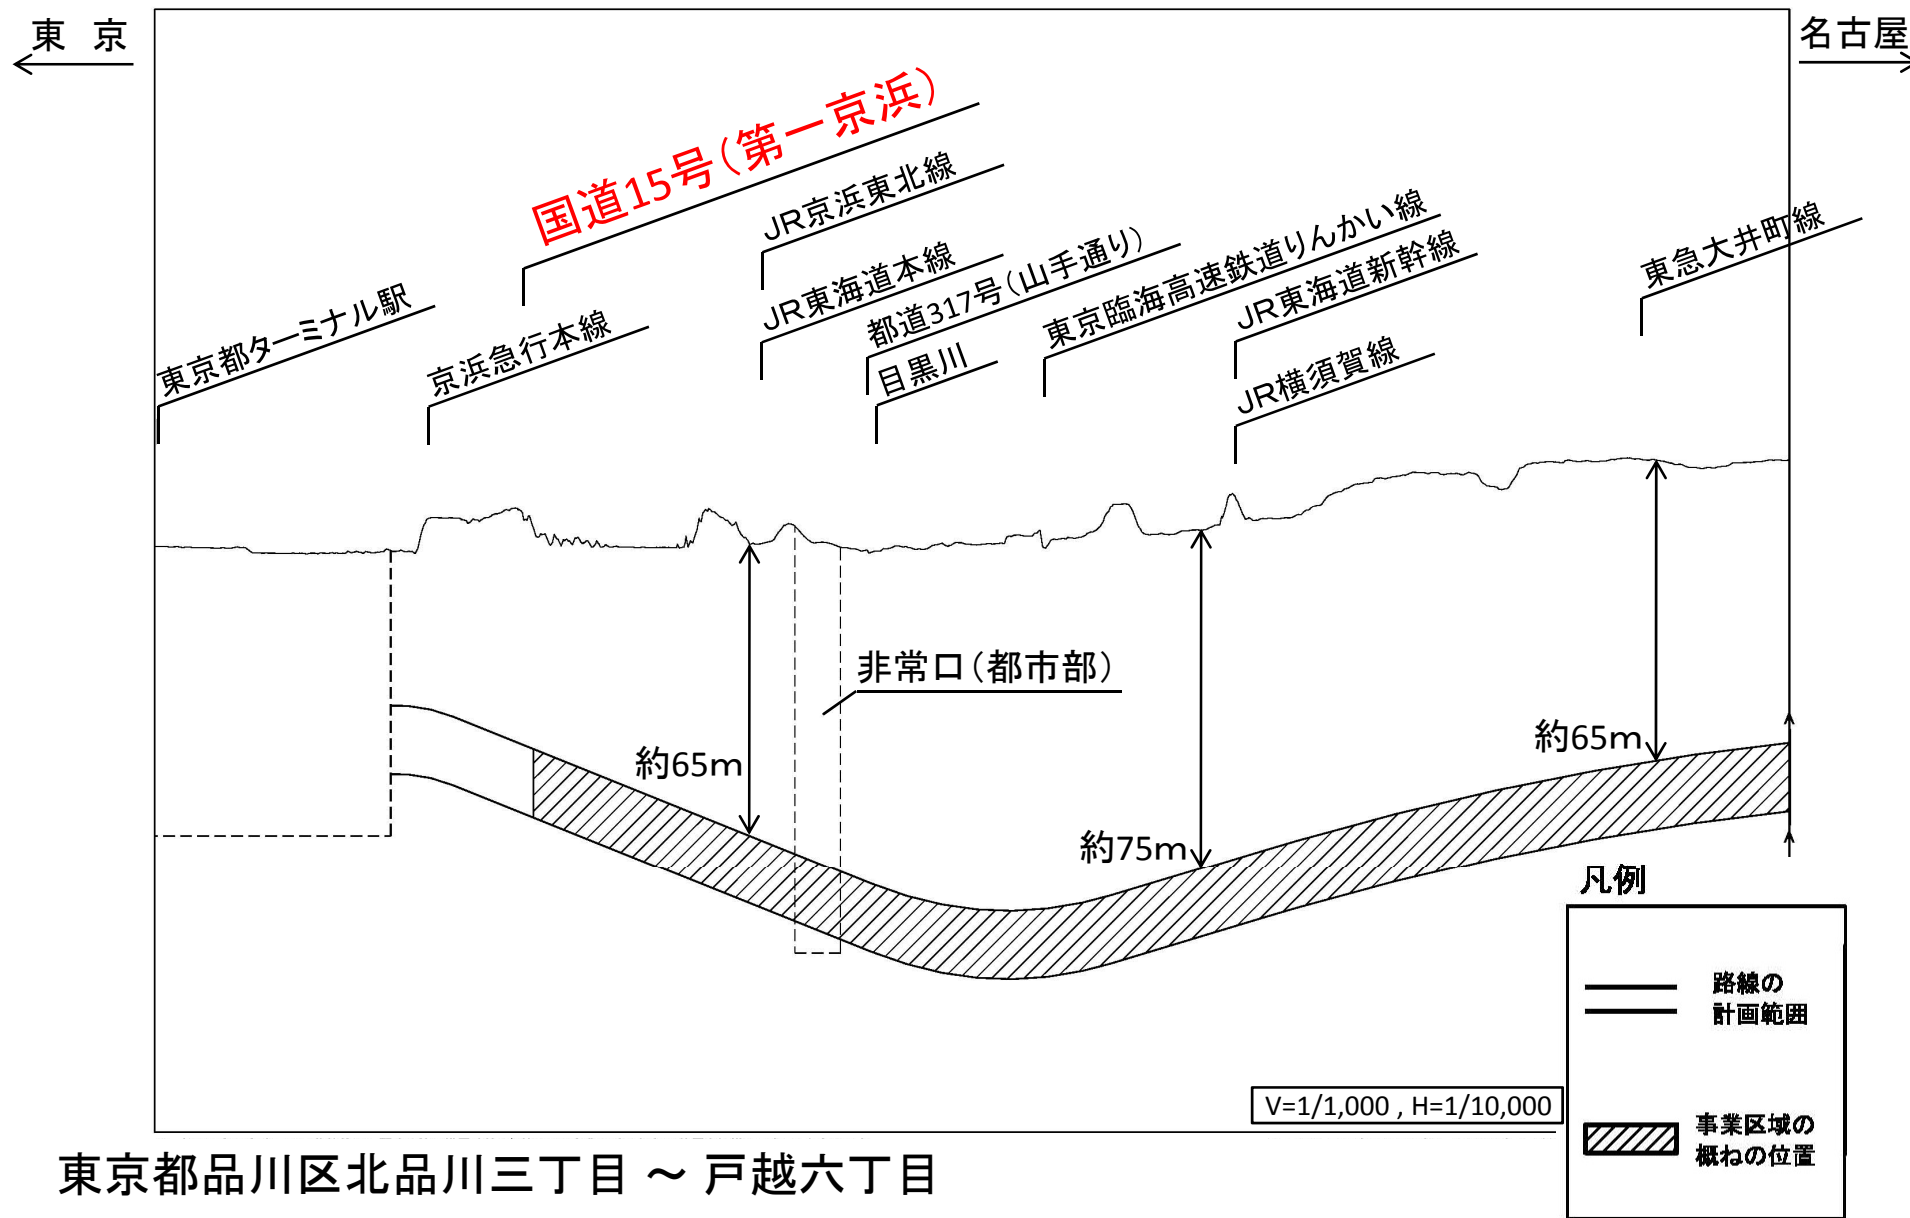 東 京
名古屋
国道15号(第一京浜)
JR京浜東北線
JR東海道本線
都道317号(山手通り)
東京臨海高速鉄道りんかい線
JR東海道新幹線
東急大井町線
東京都ターミナル駅
京浜急行本線
目黒川
JR横須賀線
非常口(都市部)
約65m
約75m
約65m
凡例
路線の
計画範囲
事業区域の
概ねの位置
V=1/1,000 , H=1/10,000
東京都品川区北品川三丁目 ~ 戸越六丁目